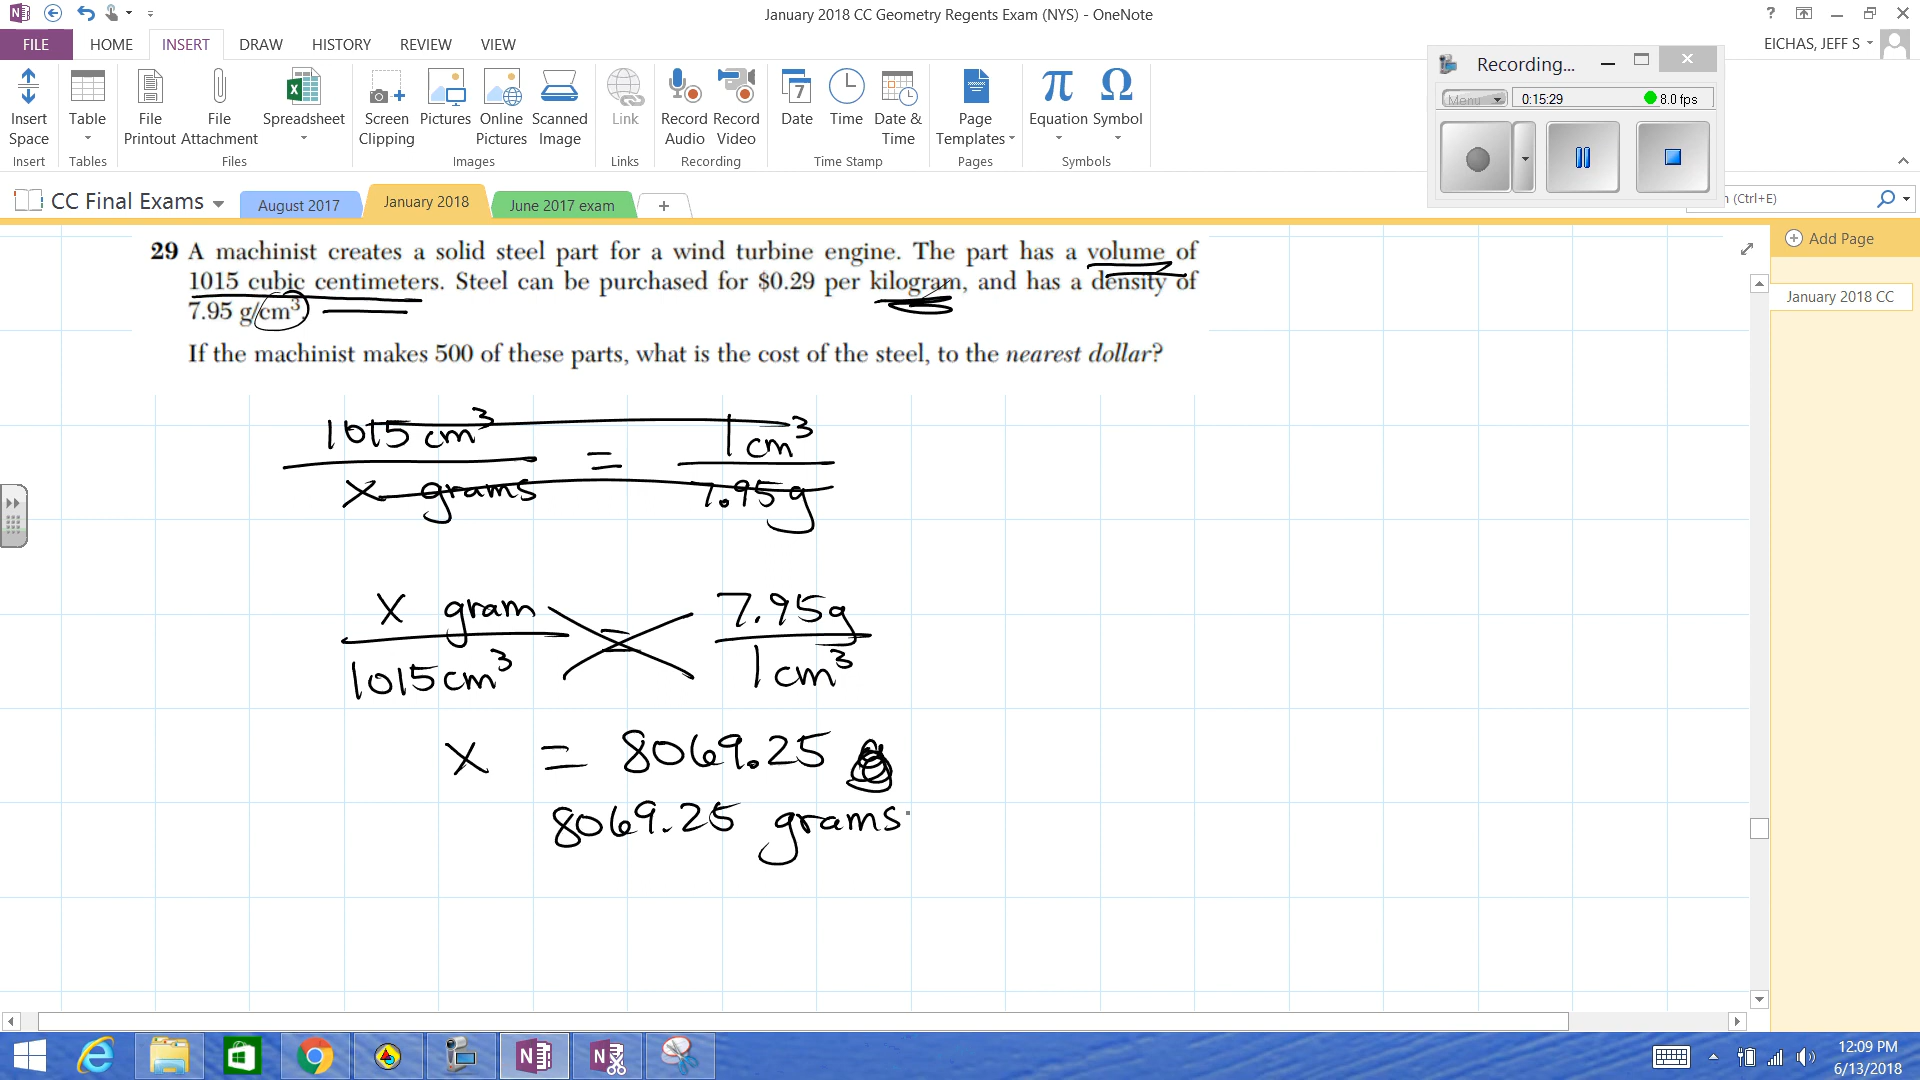 January 2018 CC Geometry Regents Exam (NYS) - OneNote
FILE HOME INSERT DRAW HISTORY REVIEW VIEW
EICHAS, JEFF S
Insert Space
Table
File Printout
File Attachment
Spreadsheet
Screen Clipping
Pictures
Online Pictures
Scanned Image
Link
Record Audio
Record Video
Date
Time
Date & Time
Page Templates
Equation
Symbol
Insert Tables Files Images Links Recording Time Stamp Pages Symbols
Recording...
Menu 0:15:29 8.0 fps
CC Final Exams August 2017 January 2018 June 2017 exam
(Ctrl+E)
Add Page
January 2018 CC
29 A machinist creates a solid steel part for a wind turbine engine. The part has a volume of
1015 cubic centimeters. Steel can be purchased for $0.29 per kilogram, and has a density of
7.95 g/cm³.
If the machinist makes 500 of these parts, what is the cost of the steel, to the nearest dollar?
1015 cm³ = 1 cm³
x grams 7.95g
x gram = 7.95g
1015cm³ 1cm³
x = 8069.25
8069.25 grams
12:09 PM
6/13/2018